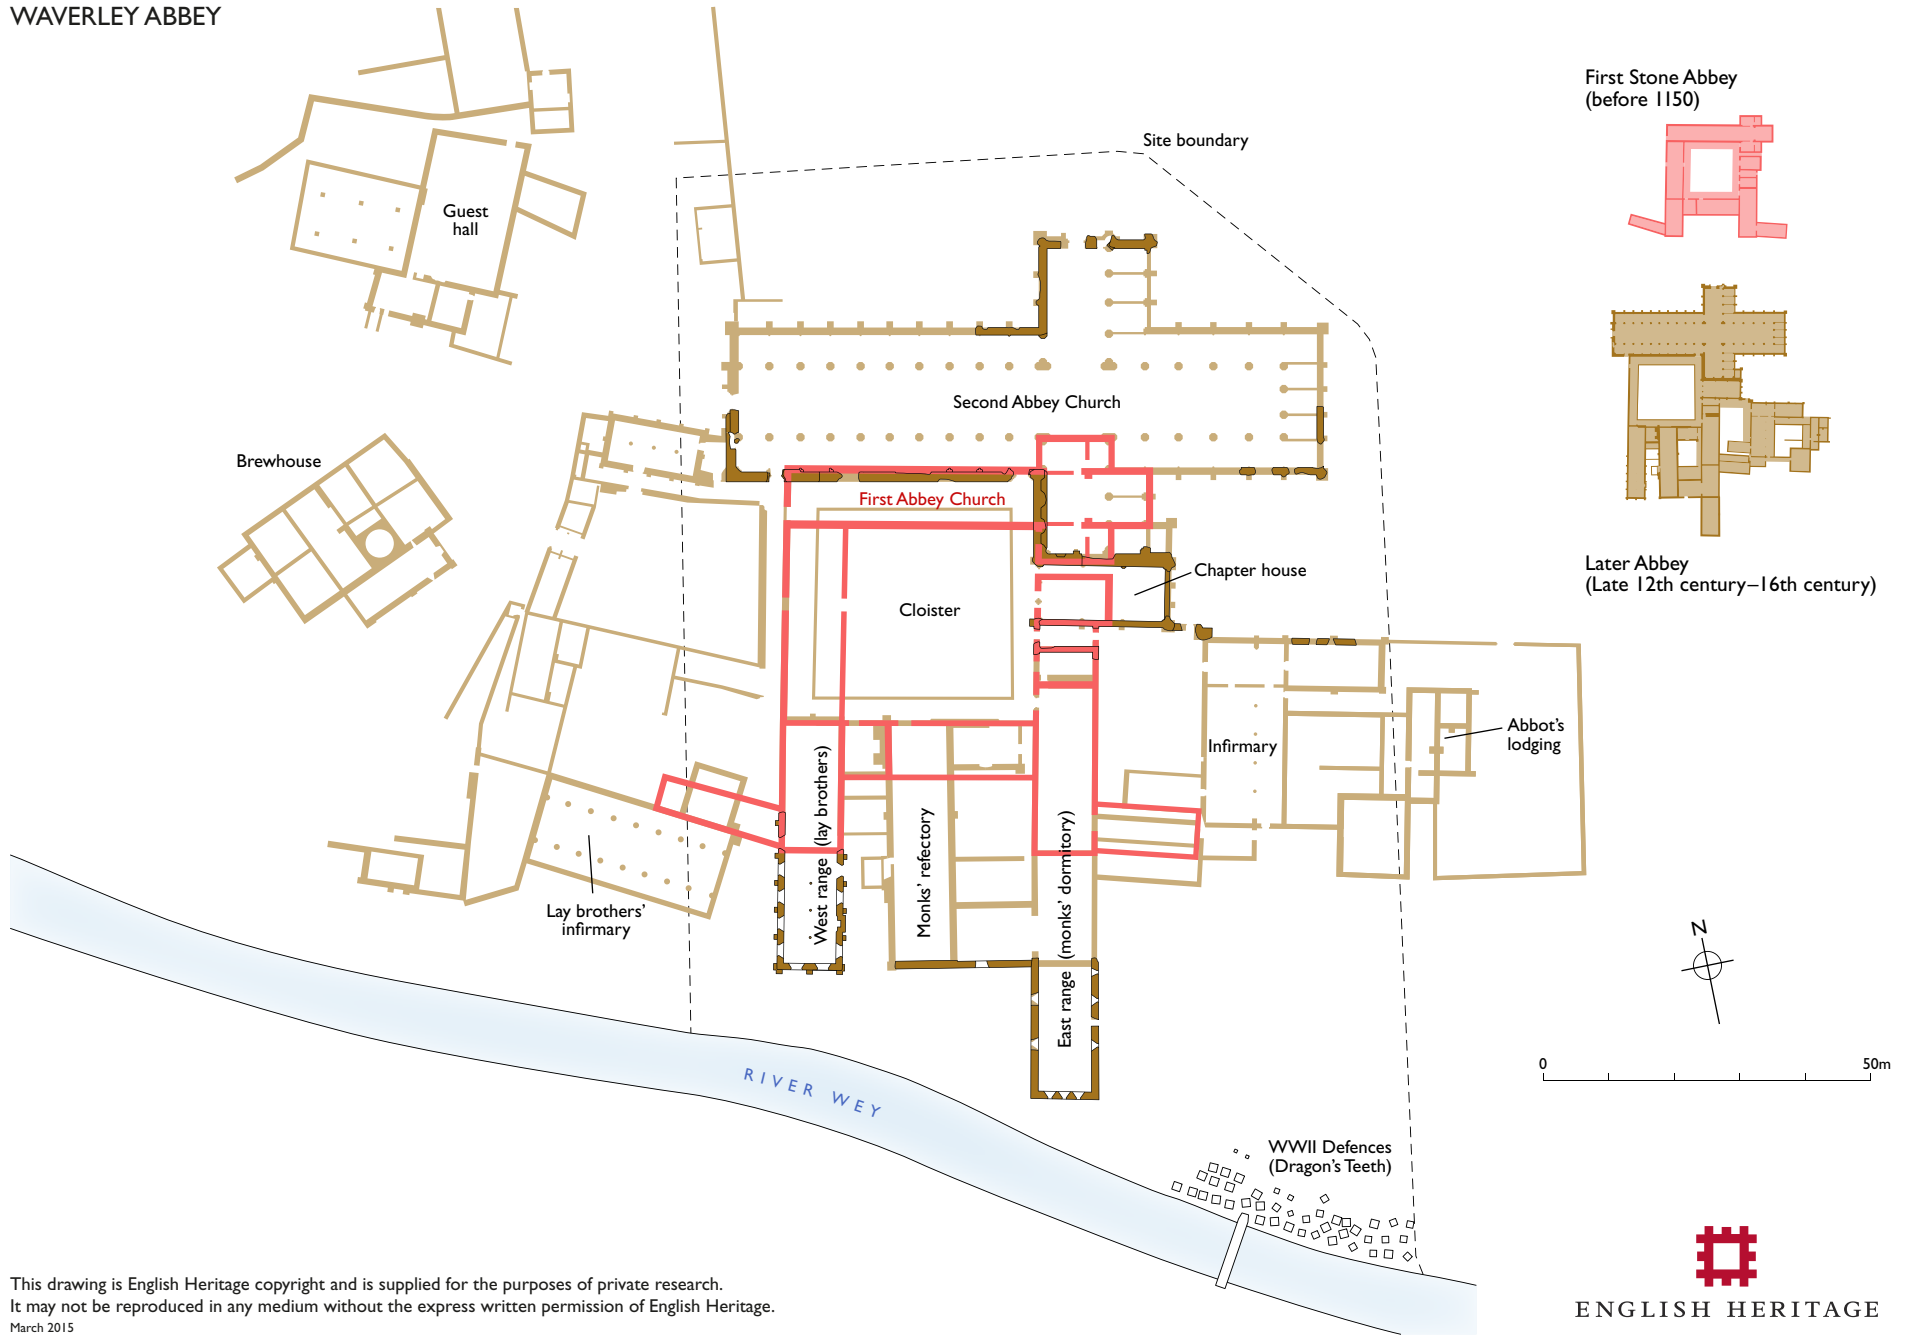 WAVERLEY ABBEY
First Stone Abbey
(before 1150)
Site boundary
Guest
hall
Second Abbey Church
Brewhouse
First Abbey Church
Chapter house
Later Abbey
(Late 12th century–16th century)
Cloister
Infirmary
Abbot’s
lodging
West range (lay brothers)
Monks’ refectory
East range (monks’ dormitory)
Lay brothers’
infirmary
N
0
50m
RIVER WEY
WWII Defences
(Dragon’s Teeth)
This drawing is English Heritage copyright and is supplied for the purposes of private research.
It may not be reproduced in any medium without the express written permission of English Heritage.
March 2015
ENGLISH HERITAGE